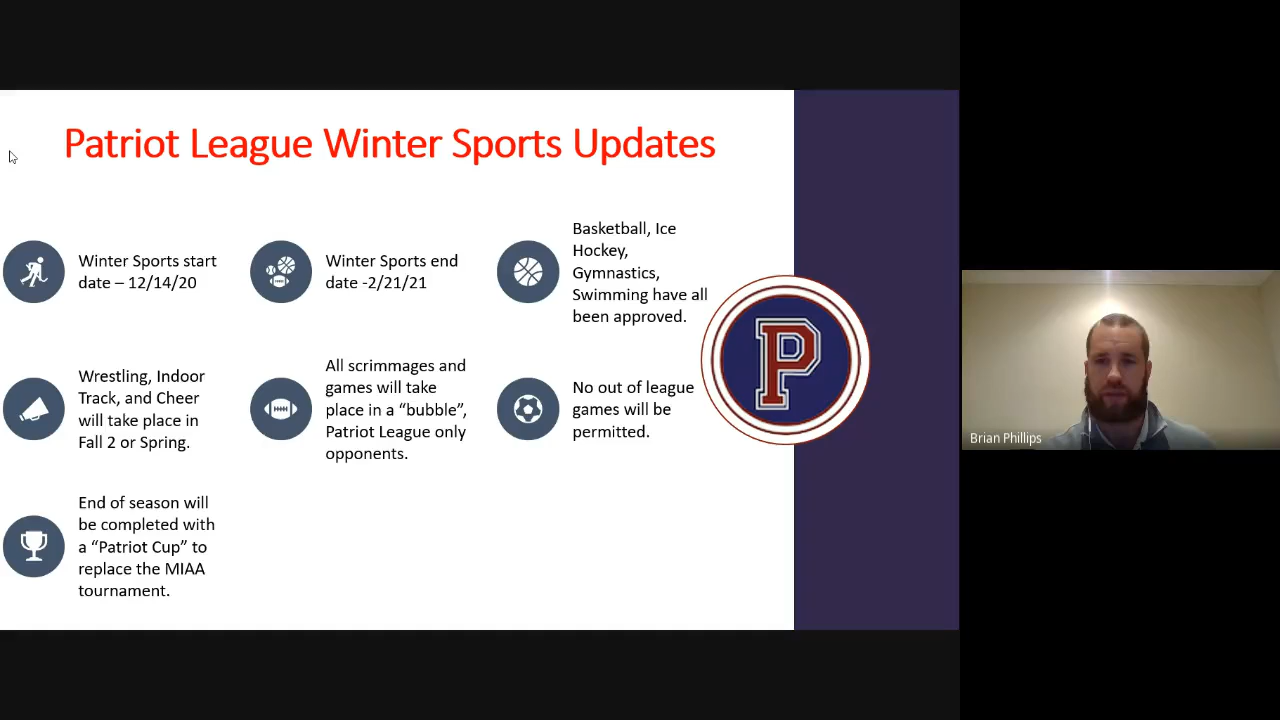 Patriot League Winter Sports Updates
Winter Sports start
date – 12/14/20
Winter Sports end
date -2/21/21
Basketball, Ice
Hockey,
Gymnastics,
Swimming have all
been approved.
Wrestling, Indoor
Track, and Cheer
will take place in
Fall 2 or Spring.
All scrimmages and
games will take
place in a “bubble”,
Patriot League only
opponents.
No out of league
games will be
permitted.
End of season will
be completed with
a “Patriot Cup” to
replace the MIAA
tournament.
P
Brian Phillips